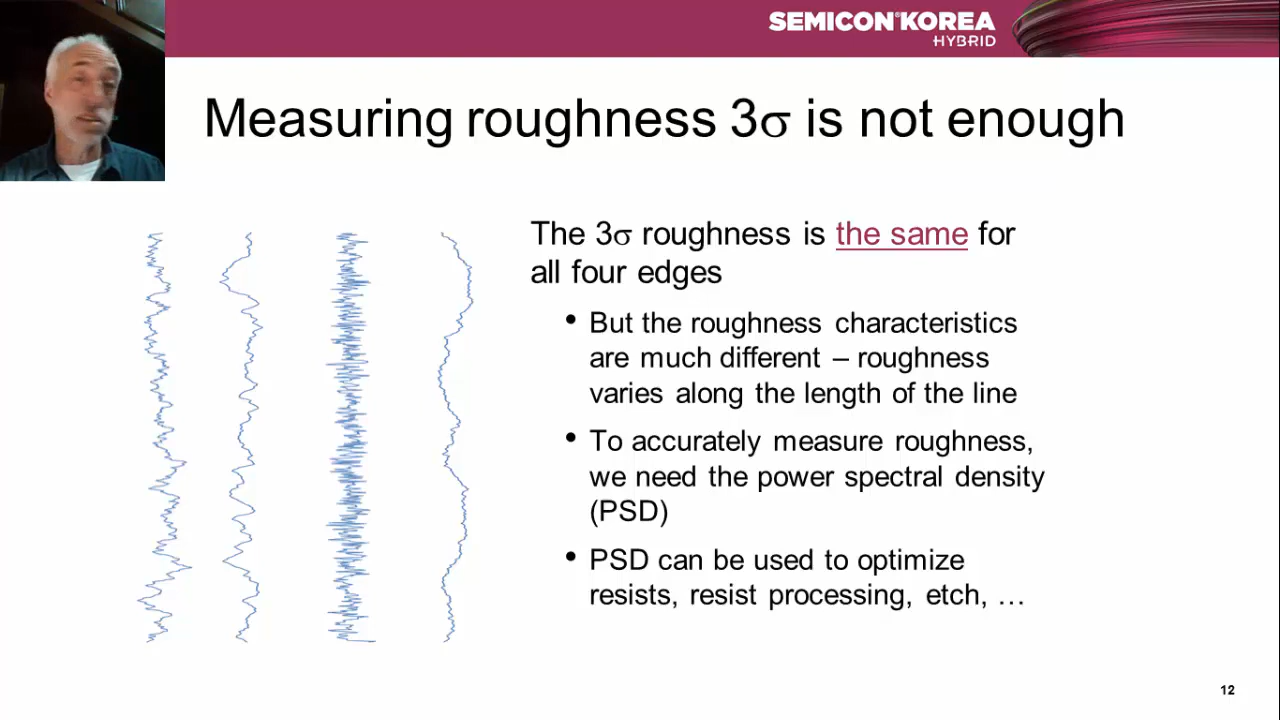 SEMICON®KOREA
HYBRID
Measuring roughness 3σ is not enough
The 3σ roughness is the same for
all four edges
• But the roughness characteristics
are much different – roughness
varies along the length of the line
• To accurately measure roughness,
we need the power spectral density
(PSD)
• PSD can be used to optimize
resists, resist processing, etch, …
12